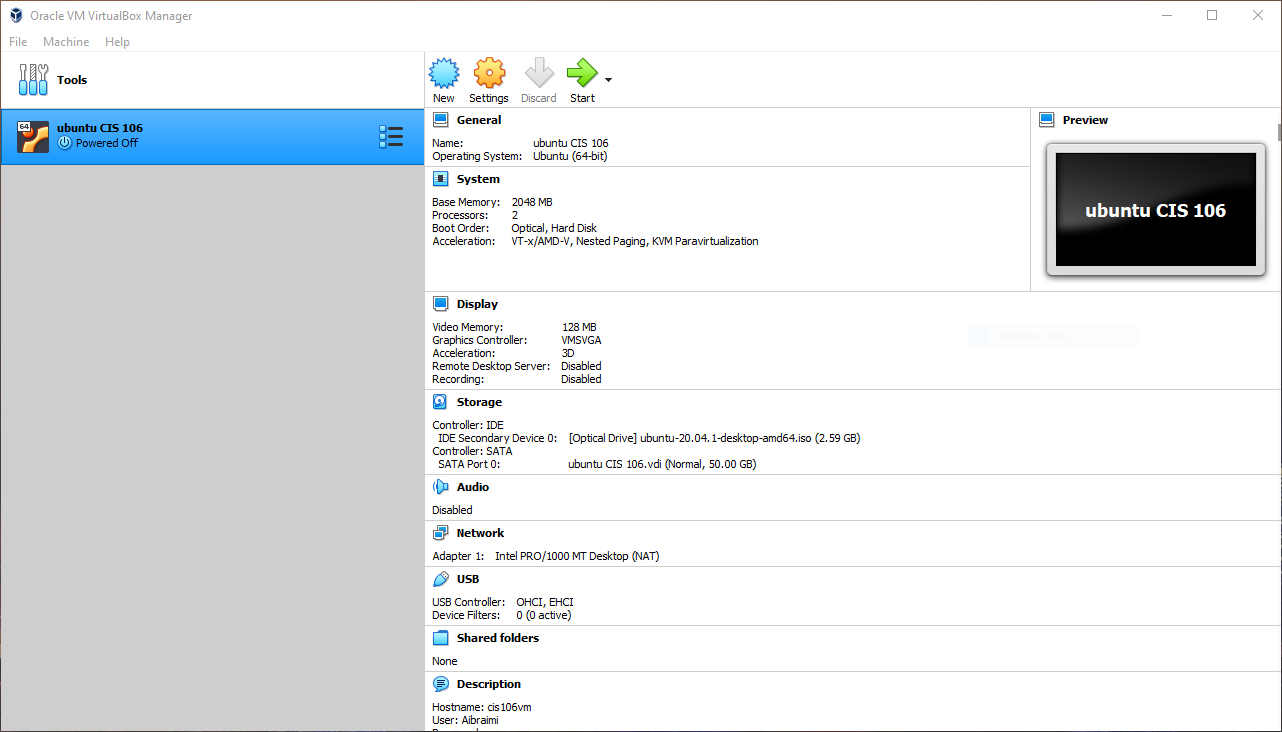 Oracle VM VirtualBox Manager
File Machine Help
Tools
New Settings Discard Start
64
ubuntu CIS 106
Powered Off
General
Name: ubuntu CIS 106
Operating System: Ubuntu (64-bit)
Preview
ubuntu CIS 106
System
Base Memory: 2048 MB
Processors: 2
Boot Order: Optical, Hard Disk
Acceleration: VT-x/AMD-V, Nested Paging, KVM Paravirtualization
Display
Video Memory: 128 MB
Graphics Controller: VMSVGA
Acceleration: 3D
Remote Desktop Server: Disabled
Recording: Disabled
Storage
Controller: IDE
IDE Secondary Device 0: [Optical Drive] ubuntu-20.04.1-desktop-amd64.iso (2.59 GB)
Controller: SATA
SATA Port 0: ubuntu CIS 106.vdi (Normal, 50.00 GB)
Audio
Disabled
Network
Adapter 1: Intel PRO/1000 MT Desktop (NAT)
USB
USB Controller: OHCI, EHCI
Device Filters: 0 (0 active)
Shared folders
None
Description
Hostname: cis106vm
User: Aibraimi